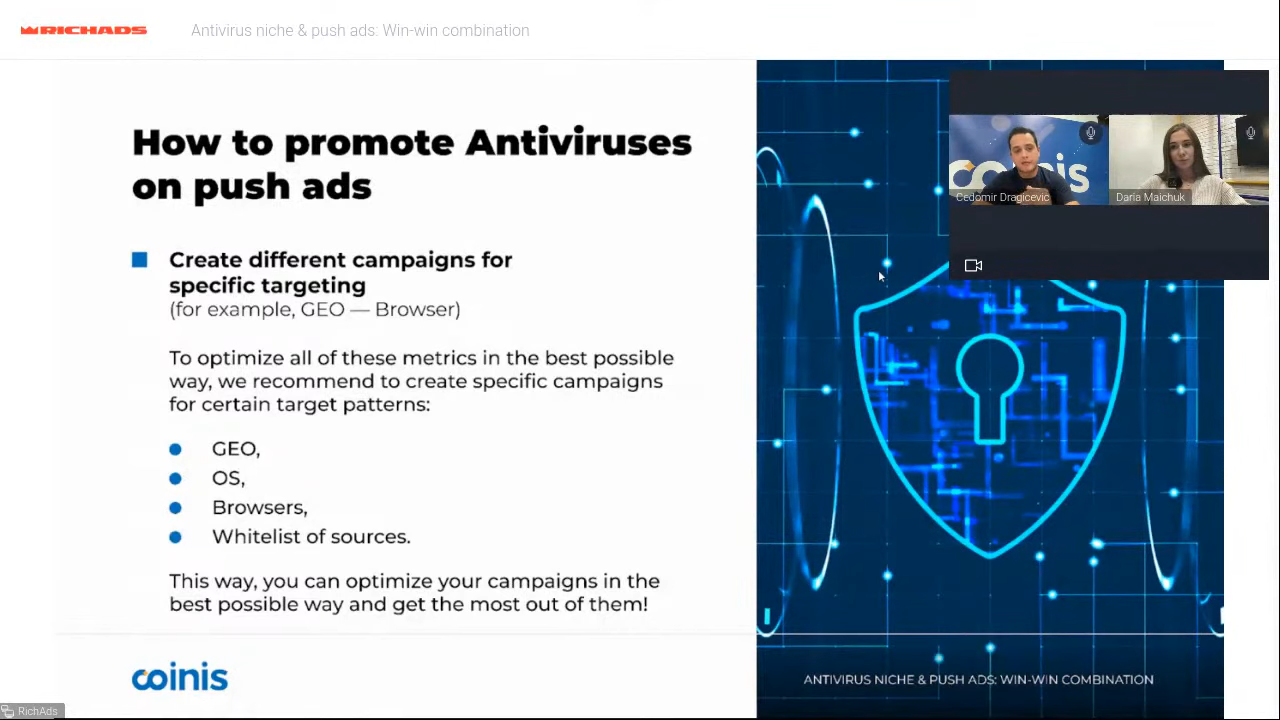 RICHADS
Antivirus niche & push ads: Win-win combination
How to promote Antiviruses
on push ads
Create different campaigns for
specific targeting
(for example, GEO — Browser)
To optimize all of these metrics in the best possible
way, we recommend to create specific campaigns
for certain target patterns:
GEO,
OS,
Browsers,
Whitelist of sources.
This way, you can optimize your campaigns in the
best possible way and get the most out of them!
coinis
ANTIVIRUS NICHE & PUSH ADS: WIN-WIN COMBINATION
Cedomir Dragicevic
Daria Maichuk
RichAds